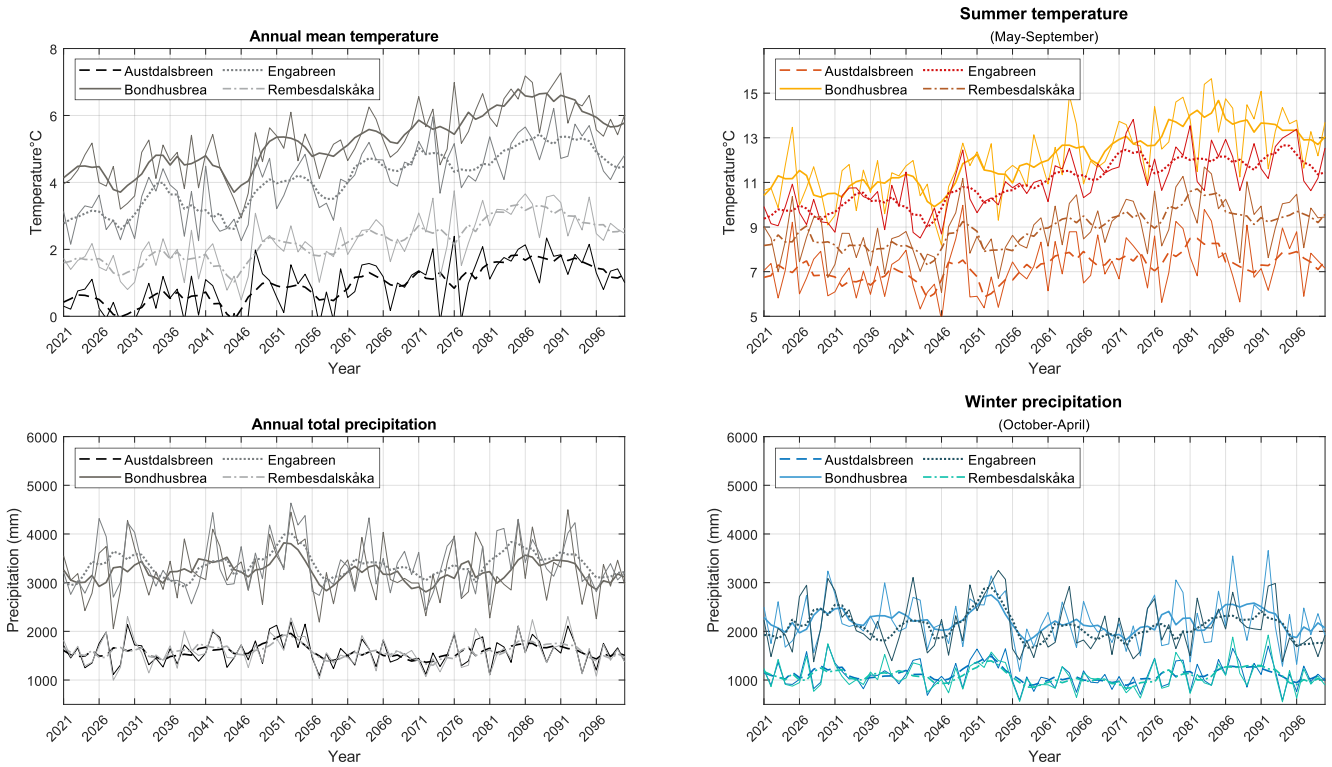 Annual mean temperature
Temperature°C
8
6
4
2
0
Austdalsbreen
Engabreen
Bondhusbrea
Rembesdalskåka
2021 2026 2031 2036 2041 2046 2051 2056 2061 2066 2071 2076 2081 2086 2091 2096
Year
Summer temperature
(May-September)
Temperature°C
15
13
11
9
7
5
Austdalsbreen
Engabreen
Bondhusbrea
Rembesdalskåka
2021 2026 2031 2036 2041 2046 2051 2056 2061 2066 2071 2076 2081 2086 2091 2096
Year
Annual total precipitation
Precipitation (mm)
6000
5000
4000
3000
2000
1000
Austdalsbreen
Engabreen
Bondhusbrea
Rembesdalskåka
2021 2026 2031 2036 2041 2046 2051 2056 2061 2066 2071 2076 2081 2086 2091 2096
Year
Winter precipitation
(October-April)
Precipitation (mm)
6000
5000
4000
3000
2000
1000
Austdalsbreen
Engabreen
Bondhusbrea
Rembesdalskåka
2021 2026 2031 2036 2041 2046 2051 2056 2061 2066 2071 2076 2081 2086 2091 2096
Year